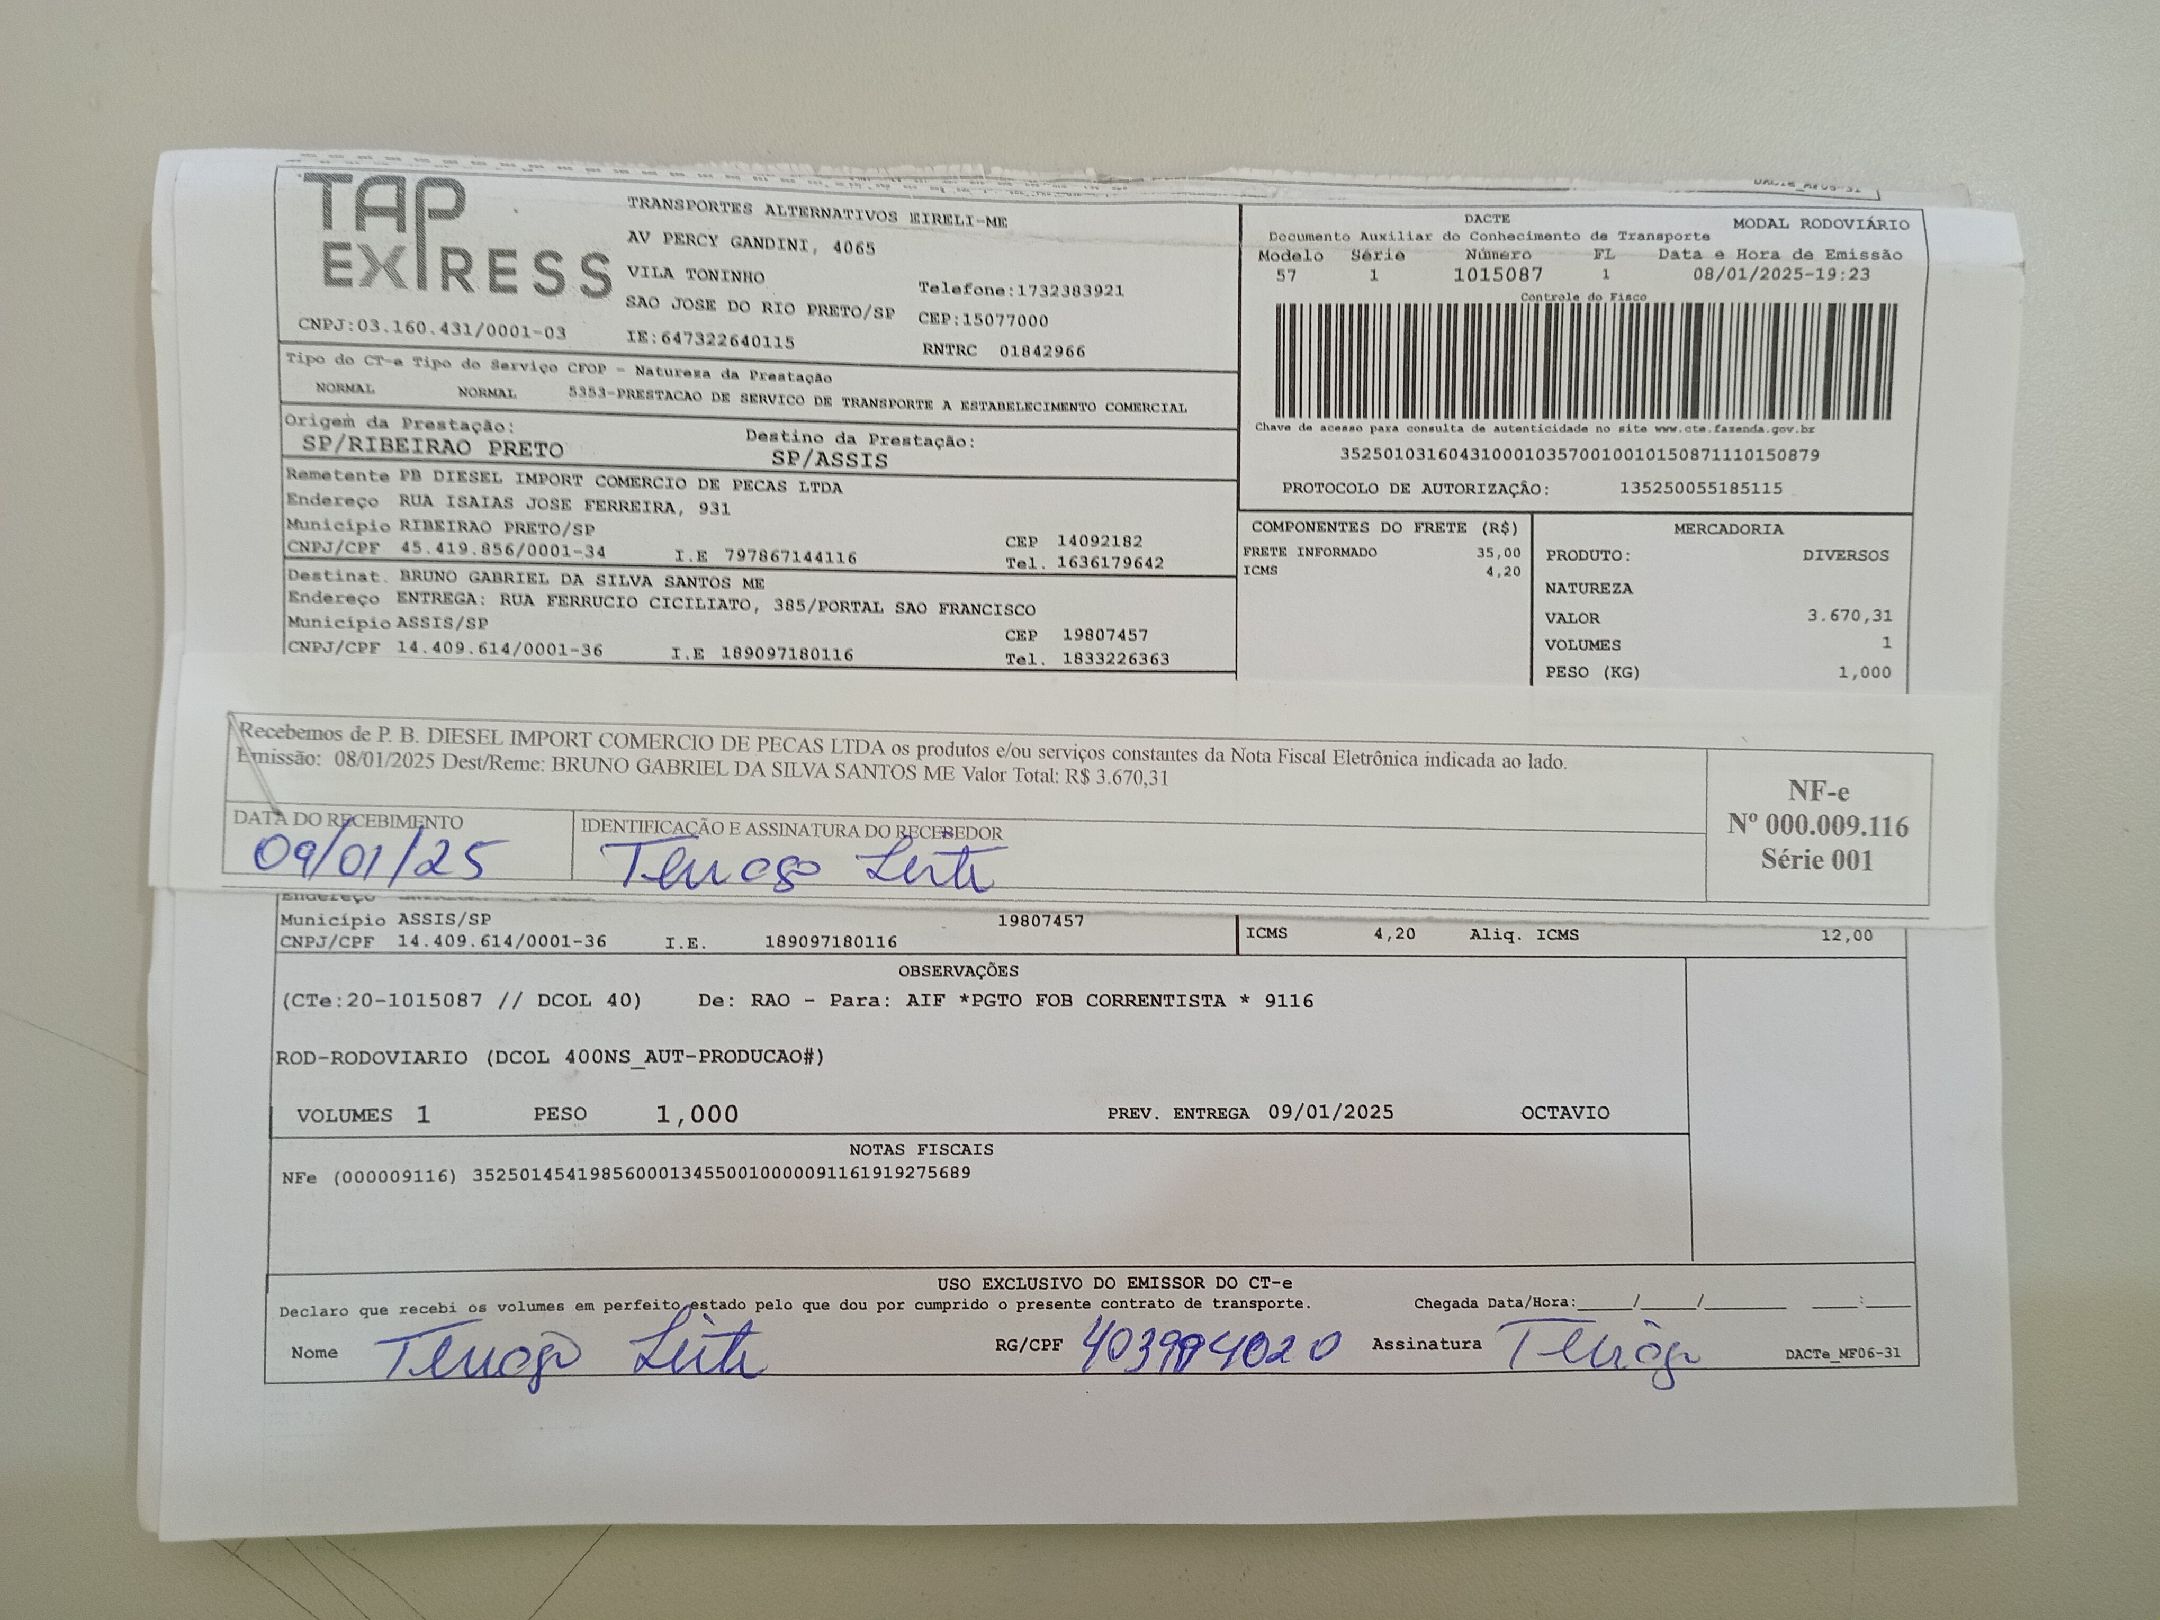 TAP EXPRESS
TRANSPORTES ALTERNATIVOS EIRELI-ME
AV PERCY GANDINI, 4065
VILA TONINHO
Telefone:1732383921
SAO JOSE DO RIO PRETO/SP CEP:15077000
CNPJ:03.160.431/0001-03 IE:647322640115 RNTRC 01842966
DACTE MODAL RODOVIÁRIO
Documento Auxiliar do Conhecimento de Transporte
Modelo Série Número FL Data e Hora de Emissão
57 1 1015087 1 08/01/2025-19:23
Controle do Fisco
Chave de acesso para consulta de autenticidade no site www.cte.fazenda.gov.br
35250103160431000103570010010150871110150879
PROTOCOLO DE AUTORIZAÇÃO: 135250055185115
Tipo do CT-e Tipo do Serviço CFOP - Natureza da Prestação
NORMAL NORMAL 5353-PRESTACAO DE SERVICO DE TRANSPORTE A ESTABELECIMENTO COMERCIAL
Origem da Prestação: Destino da Prestação:
SP/RIBEIRAO PRETO SP/ASSIS
Remetente PB DIESEL IMPORT COMERCIO DE PECAS LTDA
Endereço RUA ISAIAS JOSE FERREIRA, 931
Município RIBEIRAO PRETO/SP CEP 14092182
CNPJ/CPF 45.419.856/0001-34 I.E 797867144116 Tel. 1636179642
Destinat. BRUNO GABRIEL DA SILVA SANTOS ME
Endereço ENTREGA: RUA FERRUCIO CICILIATO, 385/PORTAL SAO FRANCISCO
Município ASSIS/SP CEP 19807457
CNPJ/CPF 14.409.614/0001-36 I.E 189097180116 Tel. 1833226363
COMPONENTES DO FRETE (R$)
FRETE INFORMADO 35,00
ICMS 4,20
MERCADORIA
PRODUTO: DIVERSOS
NATUREZA
VALOR 3.670,31
VOLUMES 1
PESO (KG) 1,000
Recebemos de P. B. DIESEL IMPORT COMERCIO DE PECAS LTDA os produtos e/ou serviços constantes da Nota Fiscal Eletrônica indicada ao lado.
Emissão: 08/01/2025 Dest/Reme: BRUNO GABRIEL DA SILVA SANTOS ME Valor Total: R$ 3.670,31
DATA DO RECEBIMENTO IDENTIFICAÇÃO E ASSINATURA DO RECEBEDOR
09/01/25
NF-e
Nº 000.009.116
Série 001
Endereço
Município ASSIS/SP 19807457
CNPJ/CPF 14.409.614/0001-36 I.E. 189097180116
ICMS 4,20 Aliq. ICMS 12,00
OBSERVAÇÕES
(CTe:20-1015087 // DCOL 40) De: RAO - Para: AIF *PGTO FOB CORRENTISTA * 9116
ROD-RODOVIARIO (DCOL 400NS_AUT-PRODUCAO#)
VOLUMES 1 PESO 1,000 PREV. ENTREGA 09/01/2025 OCTAVIO
NOTAS FISCAIS
NFe (000009116) 35250145419856000134550010000091161919275689
USO EXCLUSIVO DO EMISSOR DO CT-e
Declaro que recebi os volumes em perfeito estado pelo que dou por cumprido o presente contrato de transporte. Chegada Data/Hora:_____/_____/________ ____:____
Nome RG/CPF Assinatura DACTe_MF06-31